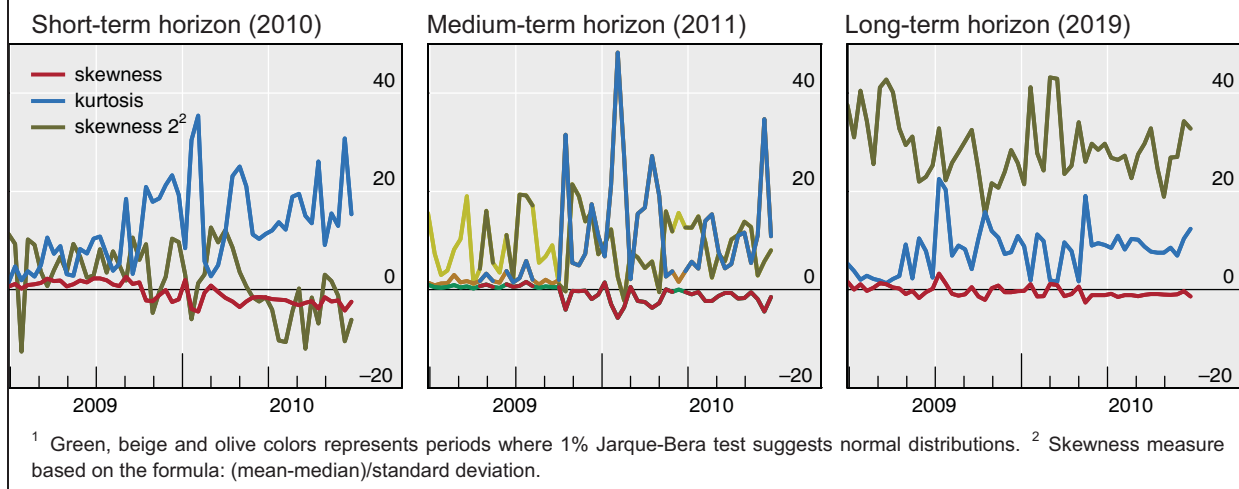 Short-term horizon (2010)
Medium-term horizon (2011)
Long-term horizon (2019)
skewness
kurtosis
skewness 2²
40
20
0
–20
2009
2010
40
20
0
–20
2009
2010
40
20
0
–20
2009
2010
¹ Green, beige and olive colors represents periods where 1% Jarque-Bera test suggests normal distributions. ² Skewness measure
based on the formula: (mean-median)/standard deviation.